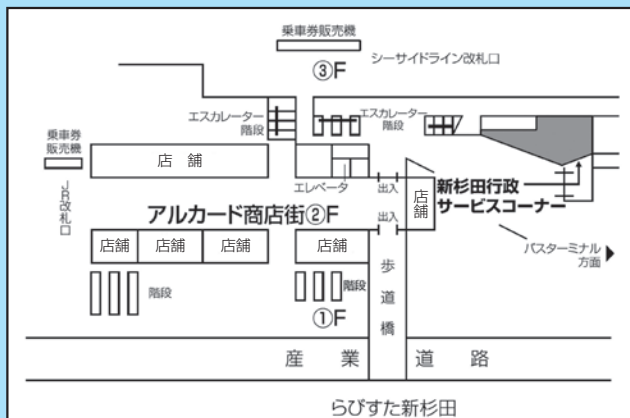 乗車券販売機
③F
シーサイドライン改札口
エスカレーター
階段
エスカレーター
階段
乗車券
販売機
店 舗
エレベータ
出入
店舗
新杉田行政
サービスコーナー
JR改札口
アルカード商店街②F
出入
バスターミナル
方面
店舗
店舗
店舗
店舗
階段
階段
①F
歩道橋
産業道路
らびすた新杉田